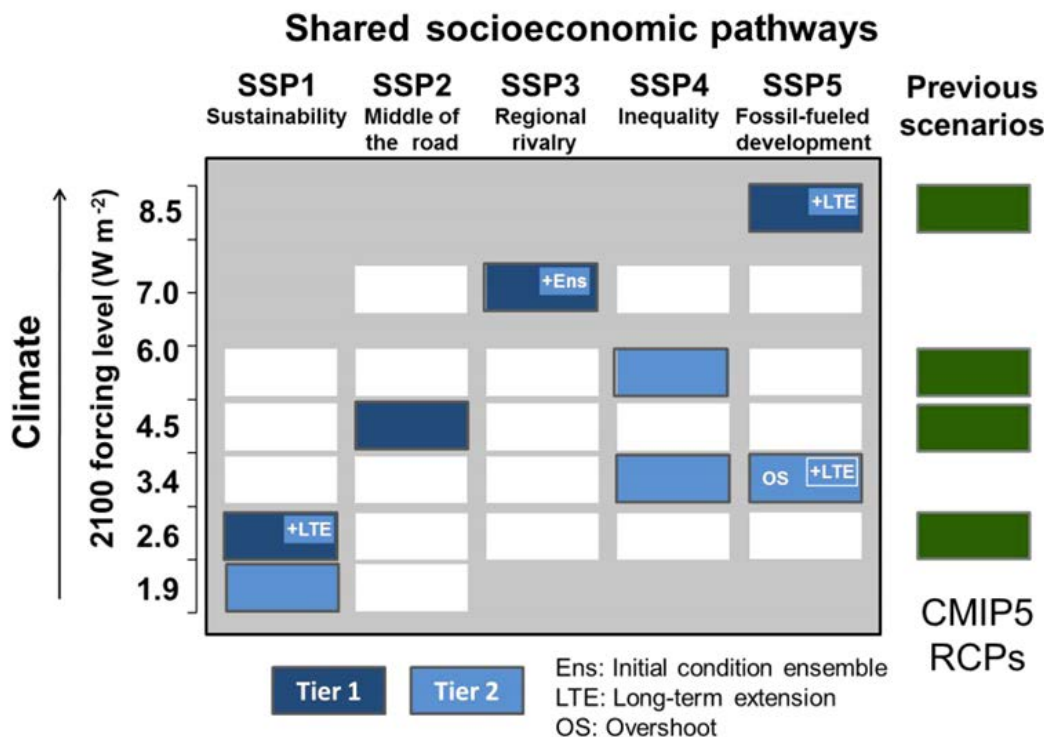 Shared socioeconomic pathways
SSP1 SSP2 SSP3 SSP4 SSP5 Previous
Sustainability Middle of Regional Inequality Fossil-fueled scenarios
the road rivalry development
8.5 +LTE
7.0 +Ens
6.0
4.5
3.4 OS +LTE
2.6 +LTE
1.9
Climate
2100 forcing level (W m⁻²)
CMIP5
RCPs
Tier 1 Tier 2
Ens: Initial condition ensemble
LTE: Long-term extension
OS: Overshoot